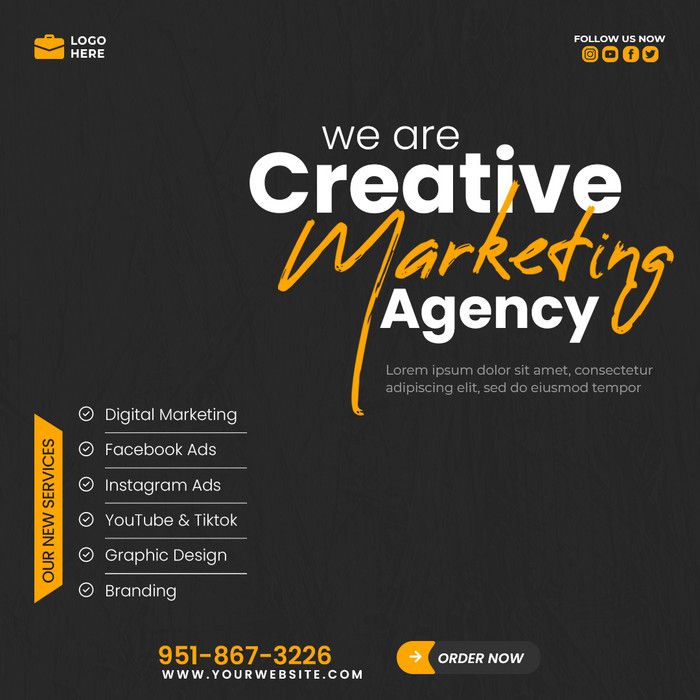 LOGO
HERE
FOLLOW US NOW
we are
Creative
Marketing
Agency
Lorem ipsum dolor sit amet, consectetur
adipiscing elit, sed do eiusmod tempor
OUR NEW SERVICES
Digital Marketing
Facebook Ads
Instagram Ads
YouTube & Tiktok
Graphic Design
Branding
951-867-3226
WWW.YOURWEBSITE.COM
ORDER NOW